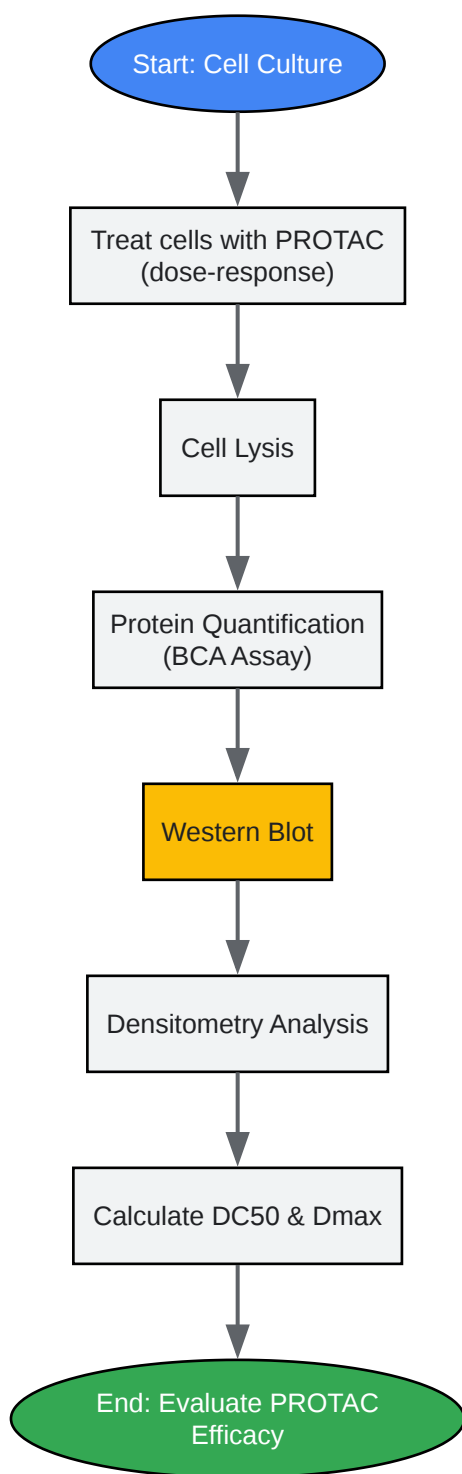 Start: Cell Culture
Treat cells with PROTAC
(dose-response)
Cell Lysis
Protein Quantification
(BCA Assay)
Western Blot
Densitometry Analysis
Calculate DC50 & Dmax
End: Evaluate PROTAC
Efficacy